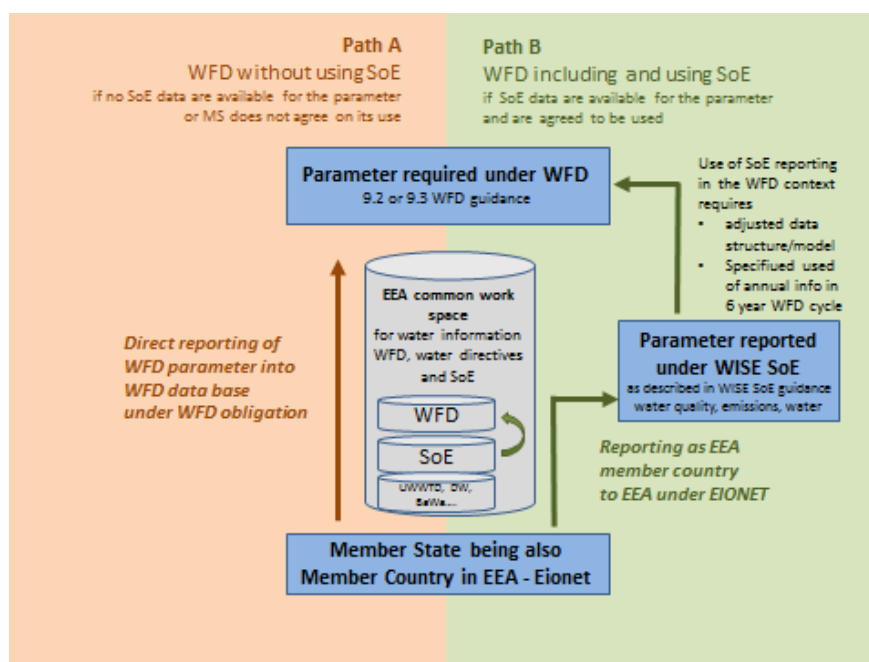 Path A
WFD without using SoE
if no SoE data are available for the parameter
or MS does not agree on its use
Path B
WFD including and using SoE
if SoE data are available for the parameter
and are agreed to be used
Parameter required under WFD
9.2 or 9.3 WFD guidance
Use of SoE reporting
in the WFD context
requires
• adjusted data
structure/model
• Specifiued used
of annual info in
6 year WFD cycle
EEA common work
space
for water information
WFD, water directives
and SoE
WFD
SoE
UWWTD, DW,
BaWa....
Direct reporting of
WFD parameter into
WFD data base
under WFD obligation
Parameter reported
under WISE SoE
as described in WISE SoE guidance
water quality, emissions, water
Reporting as EEA
member country
to EEA under EIONET
Member State being also
Member Country in EEA - Eionet